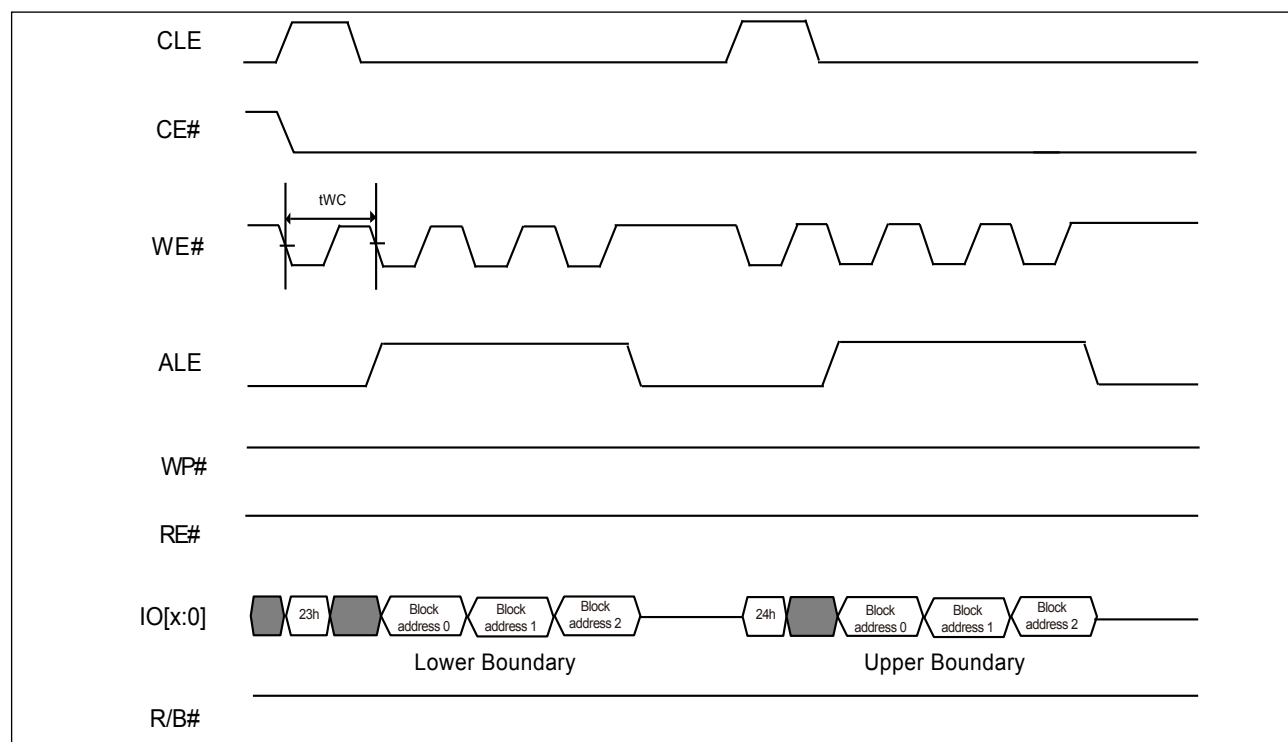 CLE
CE#
tWC
WE#
ALE
WP#
RE#
IO[x:0]
23h
Block
address 0
Block
address 1
Block
address 2
24h
Block
address 0
Block
address 1
Block
address 2
Lower Boundary
Upper Boundary
R/B#